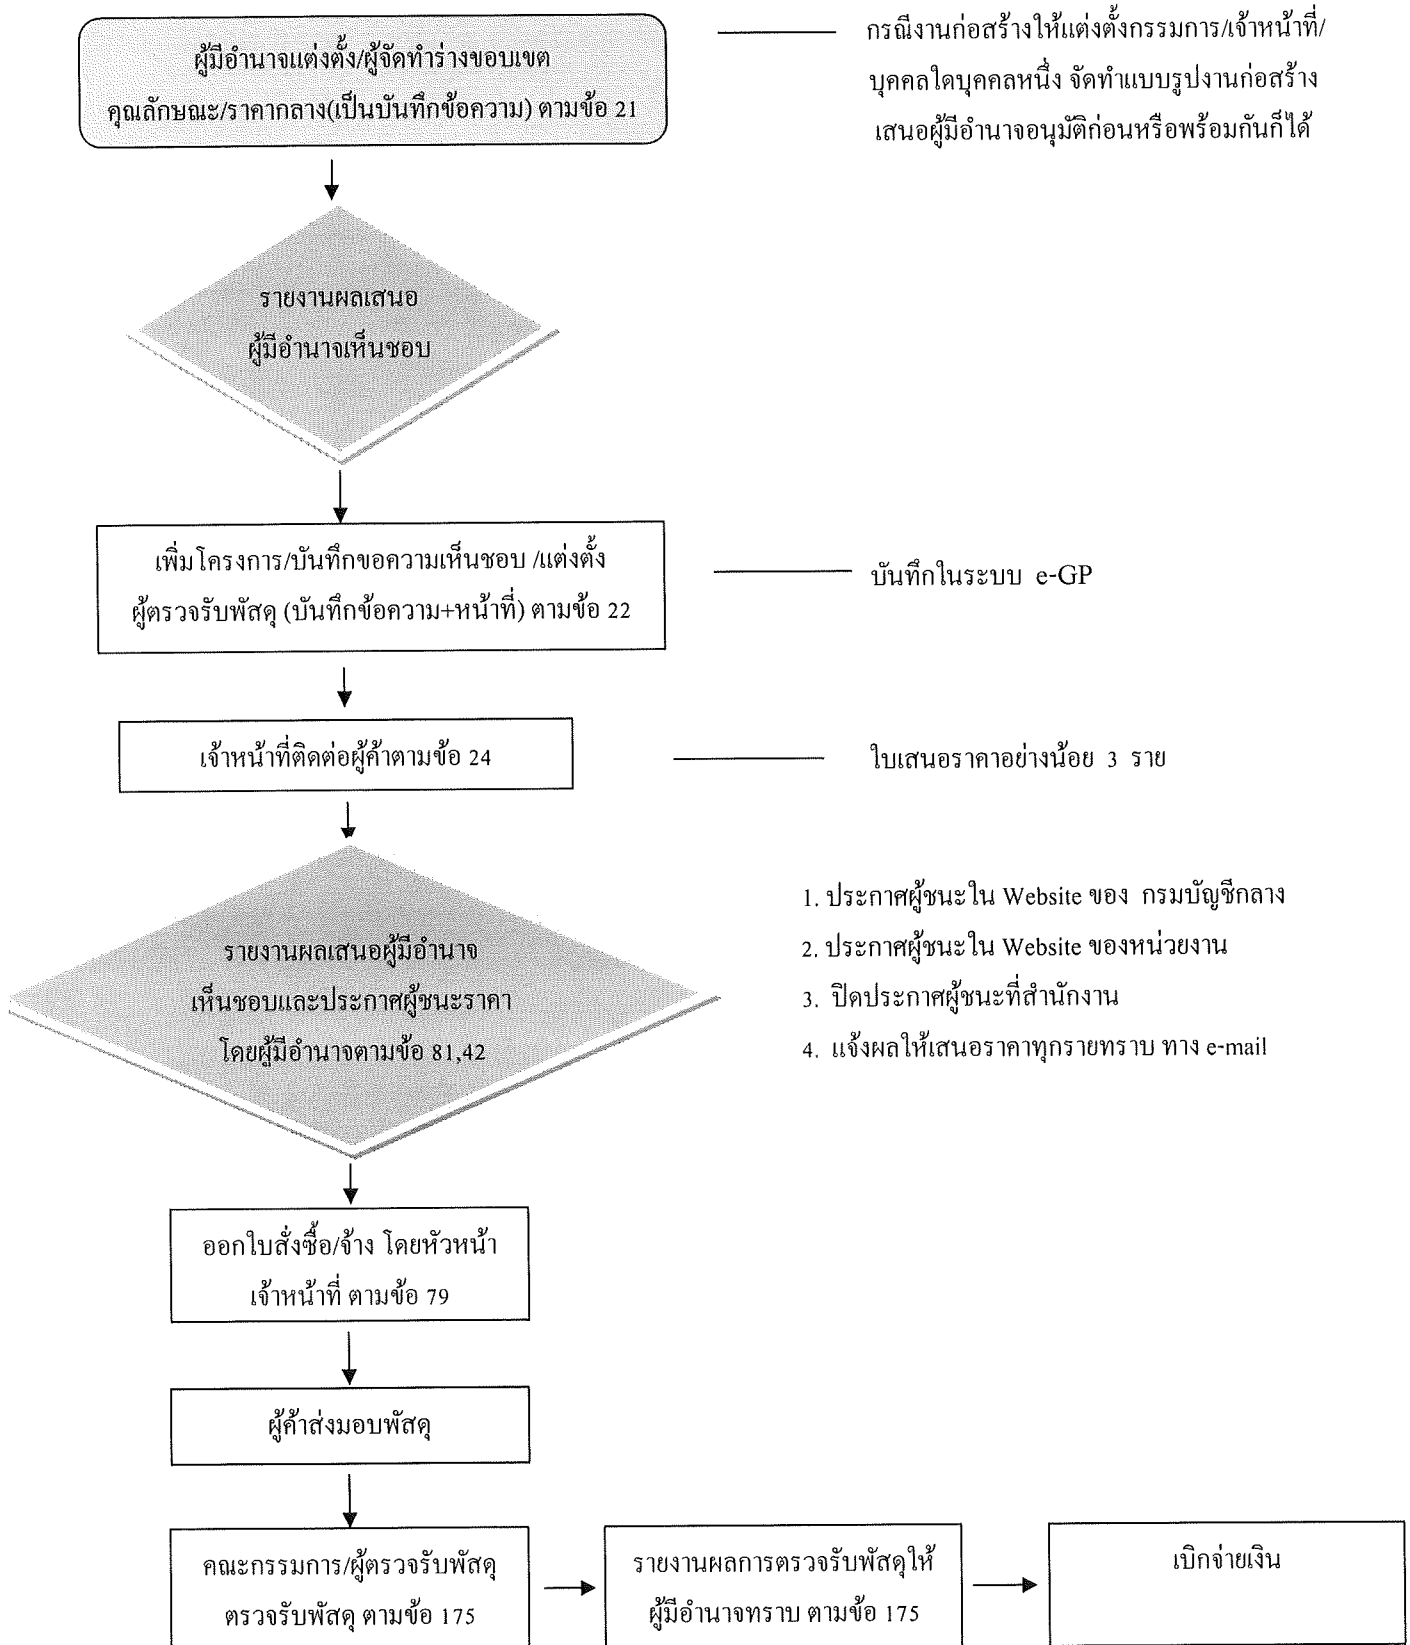 ผู้มีอำนาจแต่งตั้ง/ผู้จัดทำร่างขอบเขต
คุณลักษณะ/ราคากลาง(เป็นบันทึกข้อความ) ตามข้อ 21
กรณีงานก่อสร้างให้แต่งตั้งกรรมการ/เจ้าหน้าที่/
บุคคลใดบุคคลหนึ่ง จัดทำแบบรูปงานก่อสร้าง
เสนอผู้มีอำนาจอนุมัติก่อนหรือพร้อมกันก็ได้
รายงานผลเสนอ
ผู้มีอำนาจเห็นชอบ
เพิ่มโครงการ/บันทึกขอความเห็นชอบ /แต่งตั้ง
ผู้ตรวจรับพัสดุ (บันทึกข้อความ+หน้าที่) ตามข้อ 22
บันทึกในระบบ e-GP
เจ้าหน้าที่ติดต่อผู้ค้าตามข้อ 24
ใบเสนอราคาอย่างน้อย 3 ราย
รายงานผลเสนอผู้มีอำนาจ
เห็นชอบและประกาศผู้ชนะราคา
โดยผู้มีอำนาจตามข้อ 81,42
1. ประกาศผู้ชนะใน Website ของ กรมบัญชีกลาง
2. ประกาศผู้ชนะใน Website ของหน่วยงาน
3. ปิดประกาศผู้ชนะที่สำนักงาน
4. แจ้งผลให้เสนอราคาทุกรายทราบ ทาง e-mail
ออกใบสั่งซื้อ/จ้าง โดยหัวหน้า
เจ้าหน้าที่ ตามข้อ 79
ผู้ค้าส่งมอบพัสดุ
คณะกรรมการ/ผู้ตรวจรับพัสดุ
ตรวจรับพัสดุ ตามข้อ 175
รายงานผลการตรวจรับพัสดุให้
ผู้มีอำนาจทราบ ตามข้อ 175
เบิกจ่ายเงิน